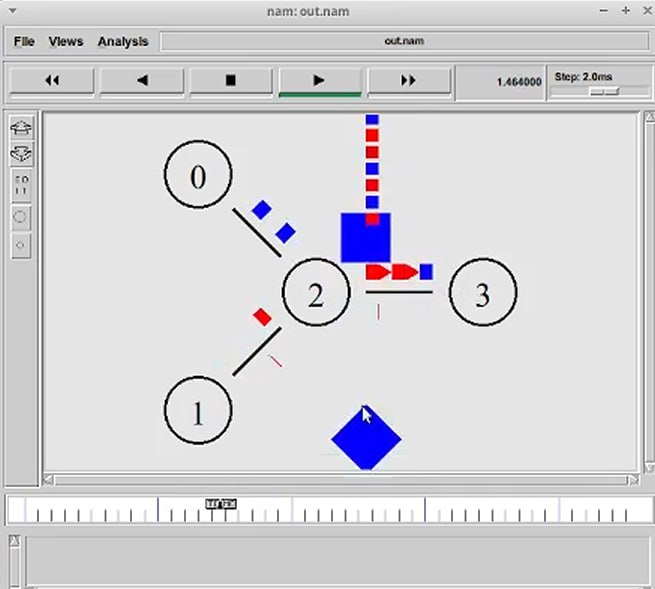 nam: out.nam
File Views Analysis out.nam
1.464000 Step: 2.0ms
0
2 3
1